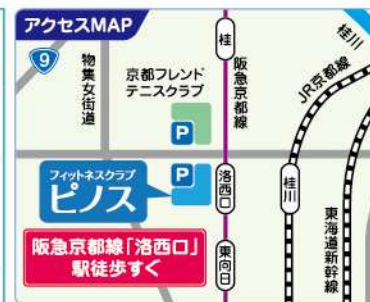 アクセスMAP
9
物集女街道
京都フレンド
テニスクラブ
P
桂
阪急京都線
桂川
JR京都線
フィットネスクラブ
ピノス
P
洛西口
桂川
東海道新幹線
阪急京都線「洛西口」
駅徒歩すぐ
東向日